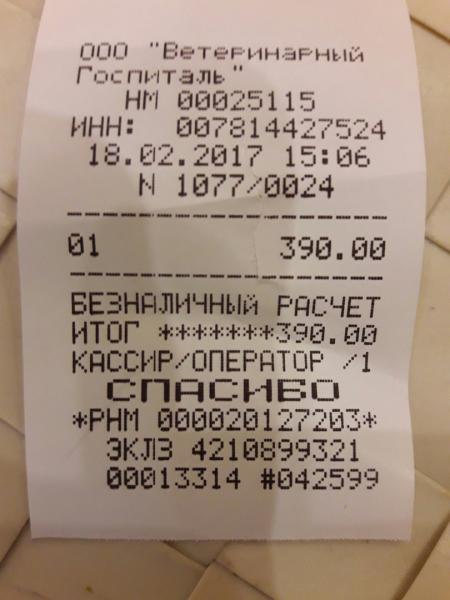 ООО "Ветеринарный
Госпиталь"
НМ 00025115
ИНН: 007814427524
18.02.2017 15:06
N 1077/0024
--------------------
01 390.00
--------------------
БЕЗНАЛИЧНЫЙ РАСЧЕТ
ИТОГ *******390.00
КАССИР/ОПЕРАТОР /1
СПАСИБО
*РНМ 000020127203*
ЭКЛЗ 4210899321
00013314 #042599